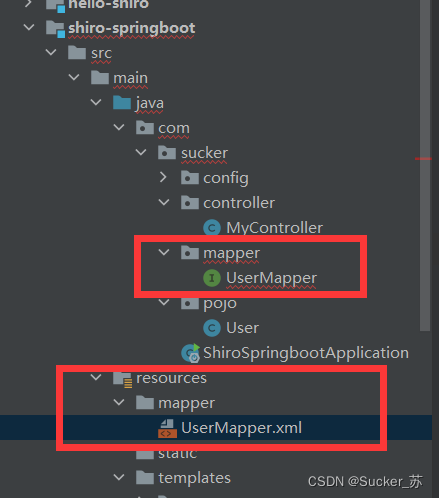 hello-shiro
shiro-springboot
src
main
java
com
sucker
config
controller
MyController
mapper
UserMapper
pojo
User
ShiroSpringbootApplication
resources
mapper
UserMapper.xml
static
templates
CSDN @Sucker_苏